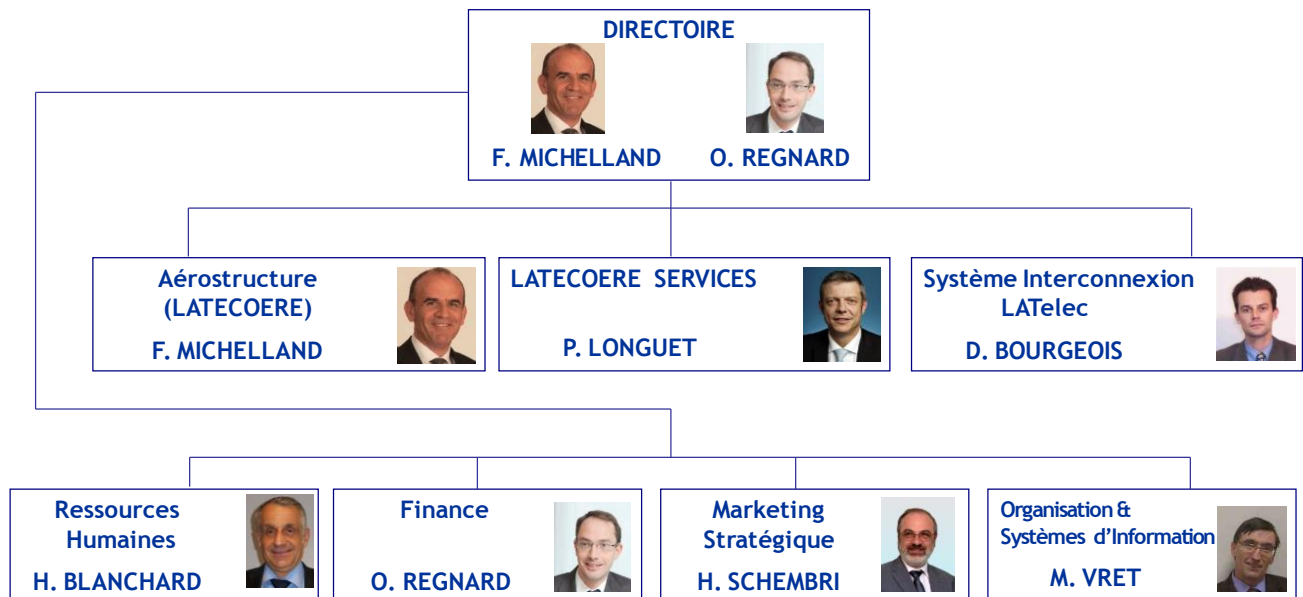 DIRECTOIRE
F. MICHELLAND
O. REGNARD
Aérostructure
(LATECOERE)
F. MICHELLAND
LATECOERE SERVICES
P. LONGUET
Système Interconnexion
LATelec
D. BOURGEOIS
Ressources
Humaines
H. BLANCHARD
Finance
O. REGNARD
Marketing
Stratégique
H. SCHEMBRI
Organisation &
Systèmes d'Information
M. VRET